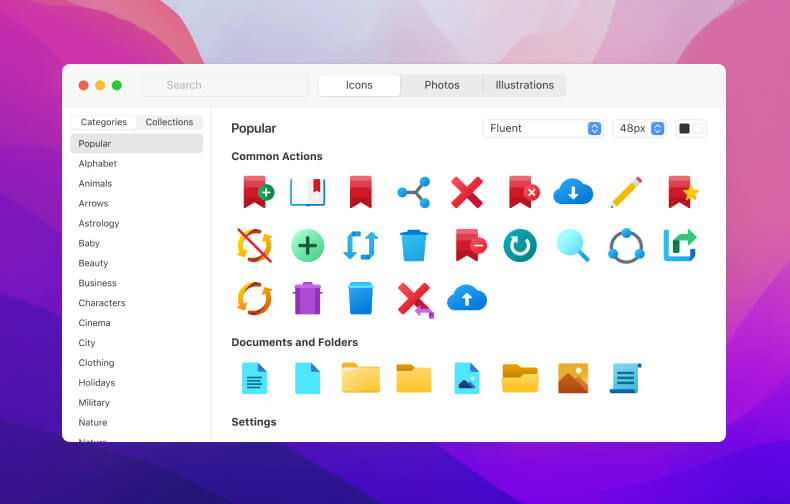 Search
Icons
Photos
Illustrations
Categories
Collections
Popular
Alphabet
Animals
Arrows
Astrology
Baby
Beauty
Business
Characters
Cinema
City
Clothing
Holidays
Military
Nature
Nature
Popular
Fluent
48px
Common Actions
Documents and Folders
Settings